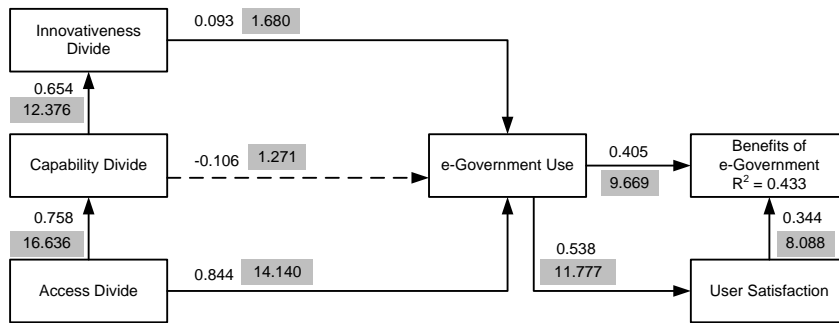 Innovativeness
Divide
0.093 1.680
0.654
12.376
Capability Divide
-0.106 1.271
e-Government Use
0.405
9.669
Benefits of
e-Government
R² = 0.433
0.758
16.636
0.844 14.140
0.538
11.777
0.344
8.088
Access Divide
User Satisfaction